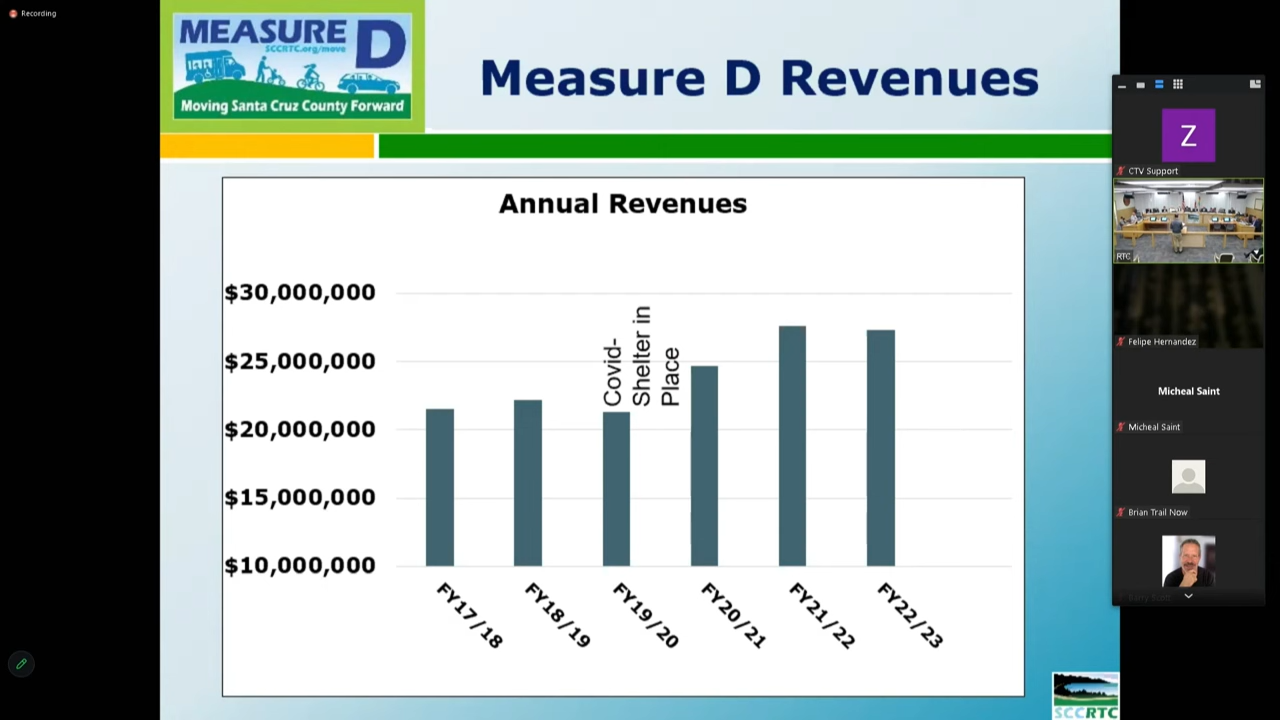 Recording
MEASURE D
SCCRTC.org/move
Moving Santa Cruz County Forward
Measure D Revenues
Annual Revenues
$30,000,000
$25,000,000
$20,000,000
$15,000,000
$10,000,000
Covid-
Shelter in
Place
FY17/18
FY18/19
FY19/20
FY20/21
FY21/22
FY22/23
SCCRTC
Z
CTV Support
RTC
Felipe Hernandez
Micheal Saint
Micheal Saint
Brian Trail Now